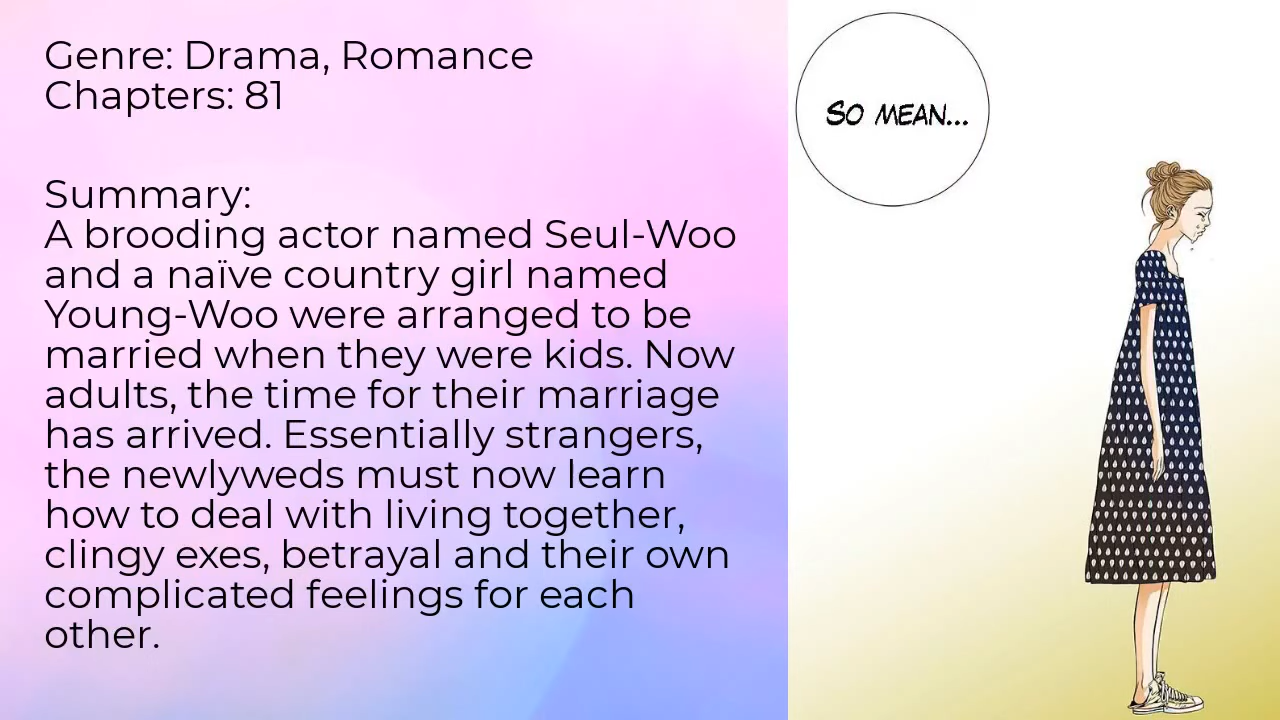 Genre: Drama, Romance
Chapters: 81
Summary:
A brooding actor named Seul-Woo
and a naïve country girl named
Young-Woo were arranged to be
married when they were kids. Now
adults, the time for their marriage
has arrived. Essentially strangers,
the newlyweds must now learn
how to deal with living together,
clingy exes, betrayal and their own
complicated feelings for each
other.
SO MEAN...